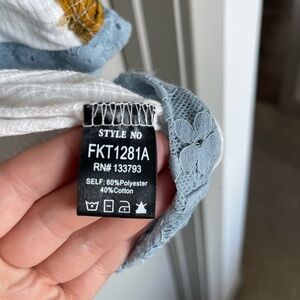 STYLE NO
FKT1281A
RN# 133793
SELF: 60%Polyester
40%Cotton